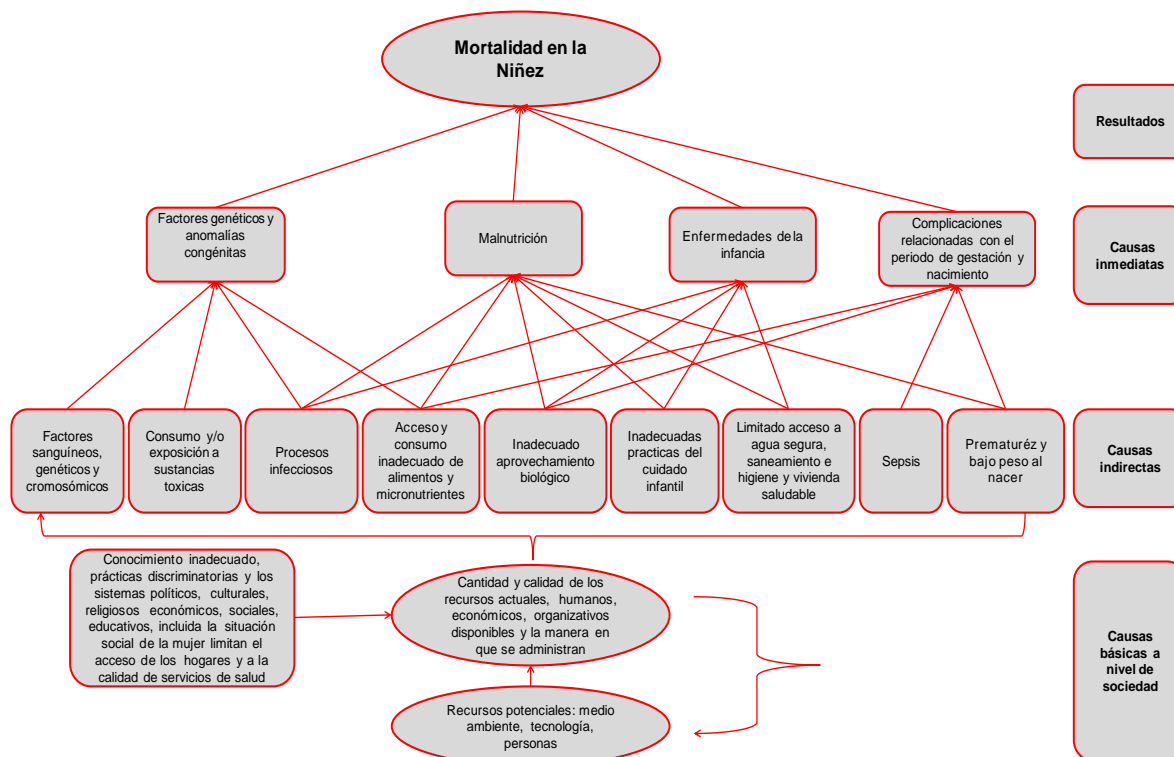 Mortalidad en la
Niñez
Resultados
Factores genéticos y
anomalías
congénitas
Malnutrición
Enfermedades de la
infancia
Complicaciones
relacionadas con el
periodo de gestación y
nacimiento
Causas
inmediatas
Factores
sanguíneos,
genéticos y
cromosómicos
Consumo y/o
exposición a
sustancias
toxicas
Procesos
infecciosos
Acceso y
consumo
inadecuado de
alimentos y
micronutrientes
Inadecuado
aprovechamiento
biológico
Inadecuadas
practicas del
cuidado
infantil
Limitado acceso a
agua segura,
saneamiento e
higiene y vivienda
saludable
Sepsis
Prematuréz y
bajo peso al
nacer
Causas
indirectas
Conocimiento inadecuado,
prácticas discriminatorias y los
sistemas políticos, culturales,
religiosos económicos, sociales,
educativos, incluida la situación
social de la mujer limitan el
acceso de los hogares y a la
calidad de servicios de salud
Cantidad y calidad de los
recursos actuales, humanos,
económicos, organizativos
disponibles y la manera en
que se administran
Recursos potenciales: medio
ambiente, tecnología,
personas
Causas
básicas a
nivel de
sociedad